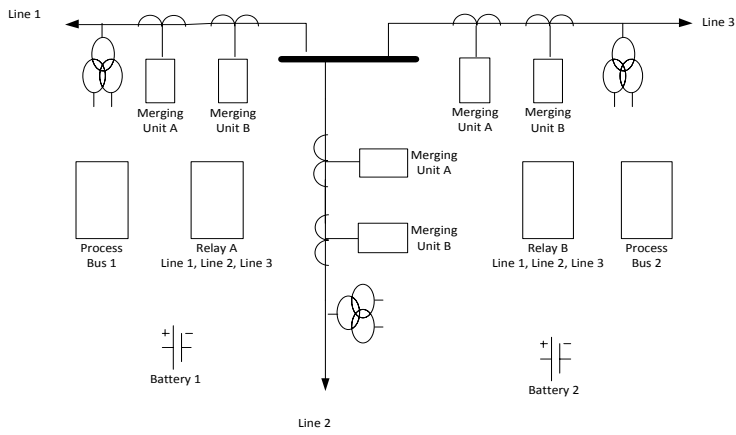 Line 1
Line 3
Merging
Unit A
Merging
Unit B
Merging
Unit A
Merging
Unit B
Merging
Unit A
Merging
Unit B
Process
Bus 1
Relay A
Line 1, Line 2, Line 3
Relay B
Line 1, Line 2, Line 3
Process
Bus 2
+ −
Battery 1
+ −
Battery 2
Line 2